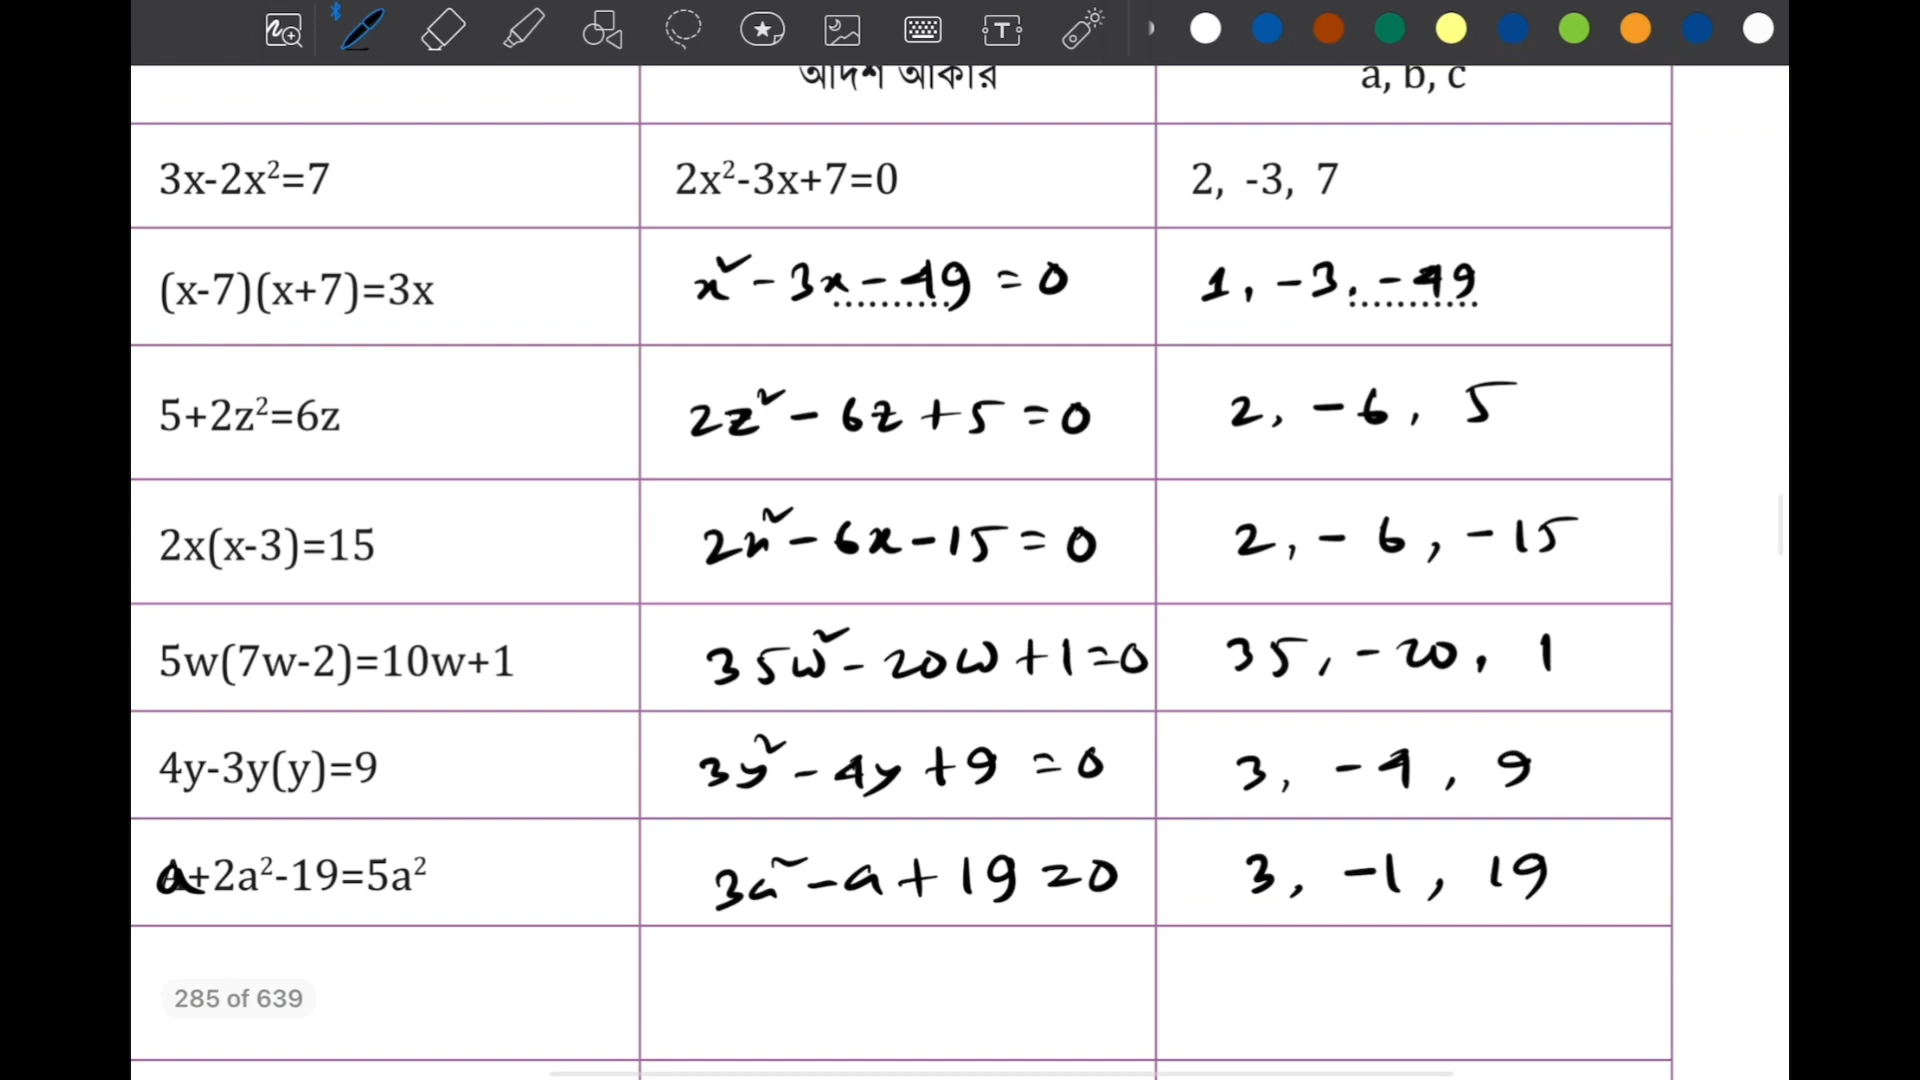 আদর্শ আকার a, b, c
3x-2x²=7 2x²-3x+7=0 2, -3, 7
(x-7)(x+7)=3x x² - 3x - 49 = 0 1, -3, -49
5+2z²=6z 2z² - 6z + 5 = 0 2, -6, 5
2x(x-3)=15 2x² - 6x - 15 = 0 2, - 6, -15
5w(7w-2)=10w+1 35w² - 20w + 1 = 0 35, -20, 1
4y-3y(y)=9 3y² - 4y + 9 = 0 3, -4, 9
a+2a²-19=5a² 3a² - a + 19 = 0 3, -1, 19
285 of 639